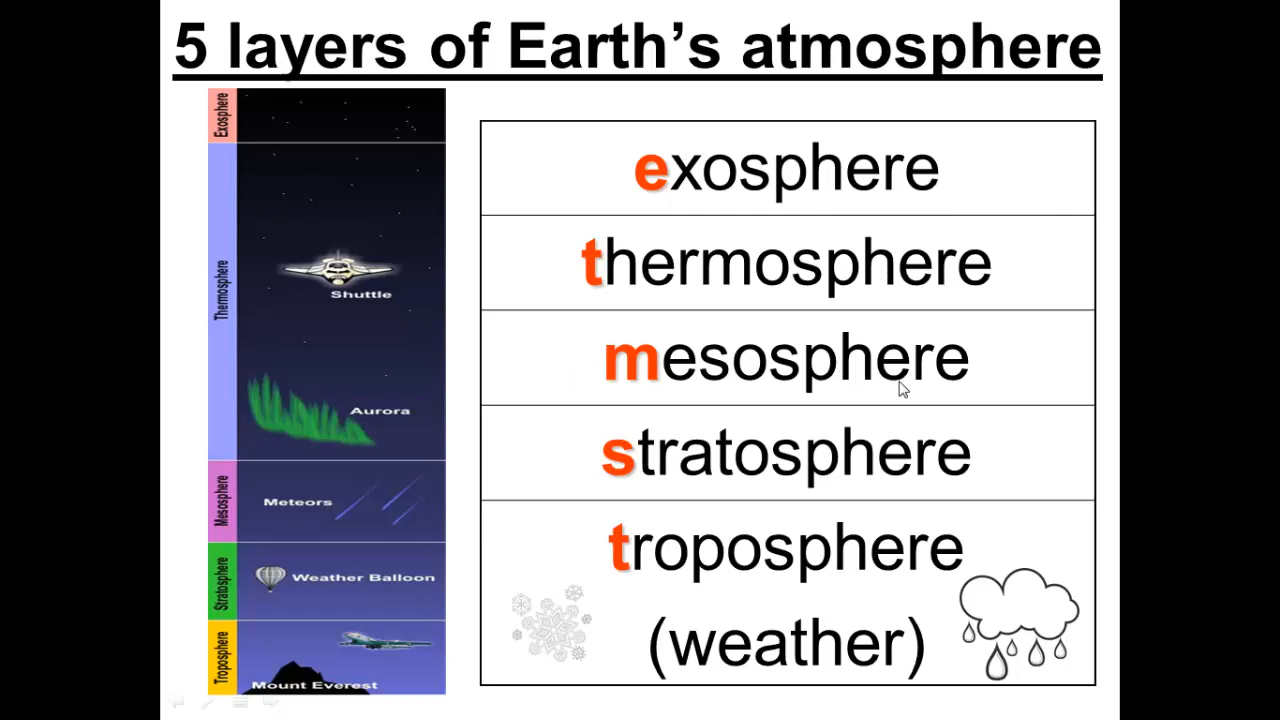 5 layers of Earth's atmosphere
Exosphere
Thermosphere
Shuttle
Aurora
Mesosphere
Meteors
Stratosphere
Weather Balloon
Troposphere
Mount Everest
exosphere
thermosphere
mesosphere
stratosphere
troposphere
(weather)